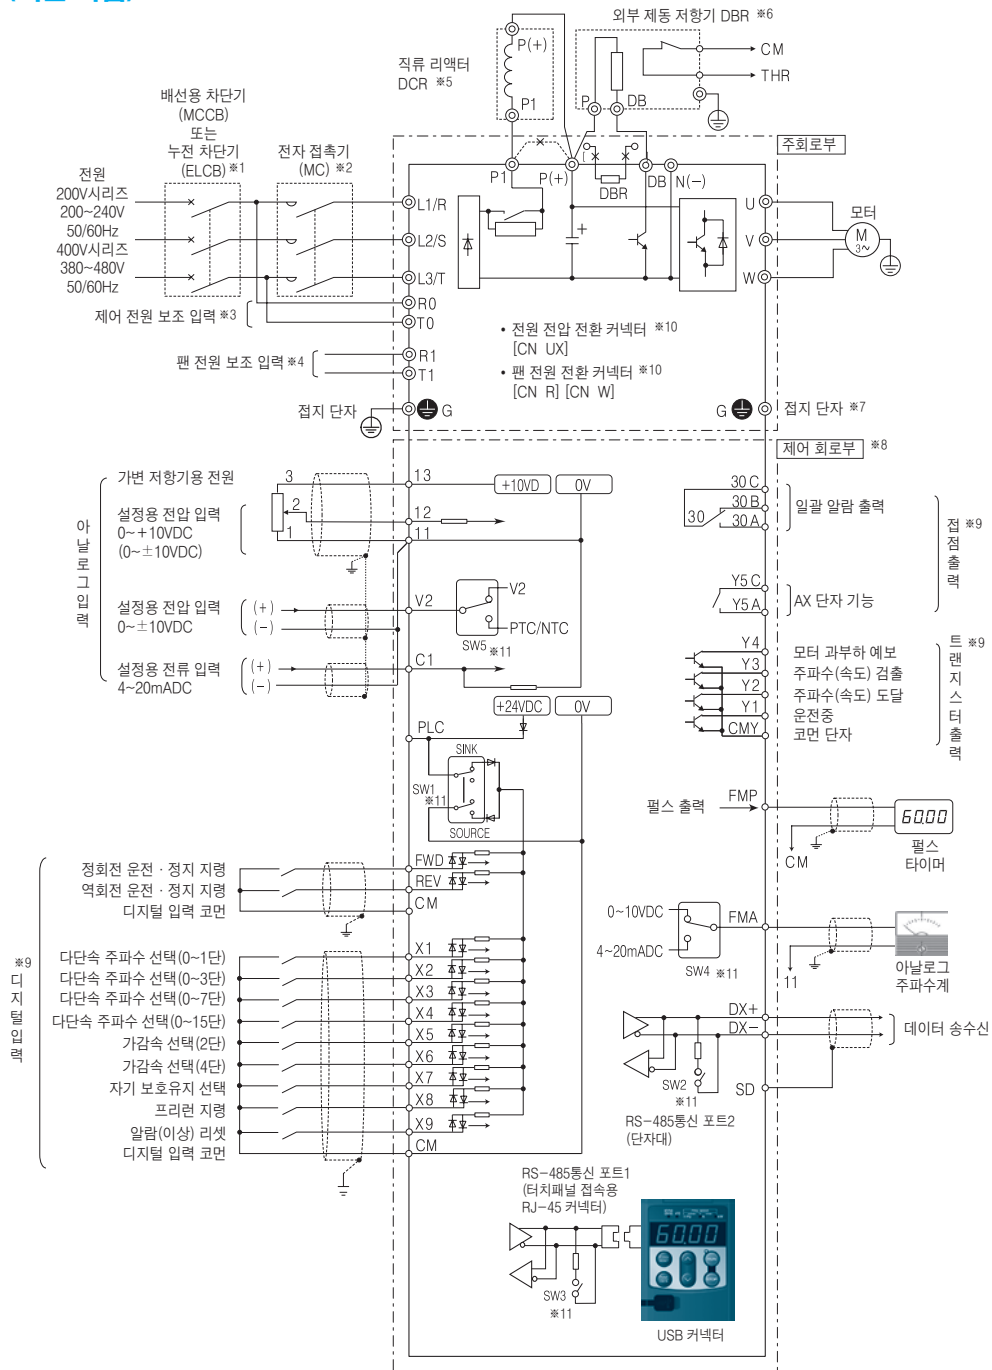 외부 제동 저항기 DBR ※6
P(+)
CM
직류 리액터
DCR ※5
THR
P1
P
DB
배선용 차단기
(MCCB)
또는
누전 차단기
(ELCB) ※1
전자 접촉기
(MC) ※2
주회로부
P1
P(+)
DBR
DB
N(-)
전원
200V시리즈
200~240V
50/60Hz
400V시리즈
380~480V
50/60Hz
L1/R
L2/S
L3/T
U
V
W
모터
M
3~
R0
T0
제어 전원 보조 입력 ※3
R1
T1
팬 전원 보조 입력 ※4
• 전원 전압 전환 커넥터 ※10
[CN UX]
• 팬 전원 전환 커넥터 ※10
[CN R] [CN W]
접지 단자
G
G
접지 단자 ※7
제어 회로부 ※8
아날로그 입력
가변 저항기용 전원
3
13
+10VD
0V
설정용 전압 입력
0~+10VDC
(0~±10VDC)
2
12
1
11
30 C
30 B
30
30 A
일괄 알람 출력
접점출력 ※9
설정용 전압 입력
0~±10VDC
(+)
(-)
V2
V2
PTC/NTC
SW5 ※11
Y5 C
Y5 A
AX 단자 기능
설정용 전류 입력
4~20mADC
(+)
(-)
C1
Y4
Y3
Y2
Y1
CMY
모터 과부하 예보
주파수(속도) 검출
주파수(속도) 도달
운전중
코먼 단자
트랜지스터 출력 ※9
+24VDC
0V
PLC
SINK
SW1
※11
SOURCE
펄스 출력
FMP
60.00
CM
펄스
타이머
정회전 운전 · 정지 지령
역회전 운전 · 정지 지령
디지털 입력 코먼
FWD
REV
CM
0~10VDC
4~20mADC
FMA
SW4 ※11
11
아날로그
주파수계
※9
디지털 입력
다단속 주파수 선택(0~1단)
다단속 주파수 선택(0~3단)
다단속 주파수 선택(0~7단)
다단속 주파수 선택(0~15단)
가감속 선택(2단)
가감속 선택(4단)
자기 보호유지 선택
프리런 지령
알람(이상) 리셋
디지털 입력 코먼
X1
X2
X3
X4
X5
X6
X7
X8
X9
CM
DX+
DX-
데이터 송수신
SW2
※11
SD
RS-485통신 포트2
(단자대)
RS-485통신 포트1
(터치패널 접속용
RJ-45 커넥터)
60.00
SW3
※11
USB 커넥터